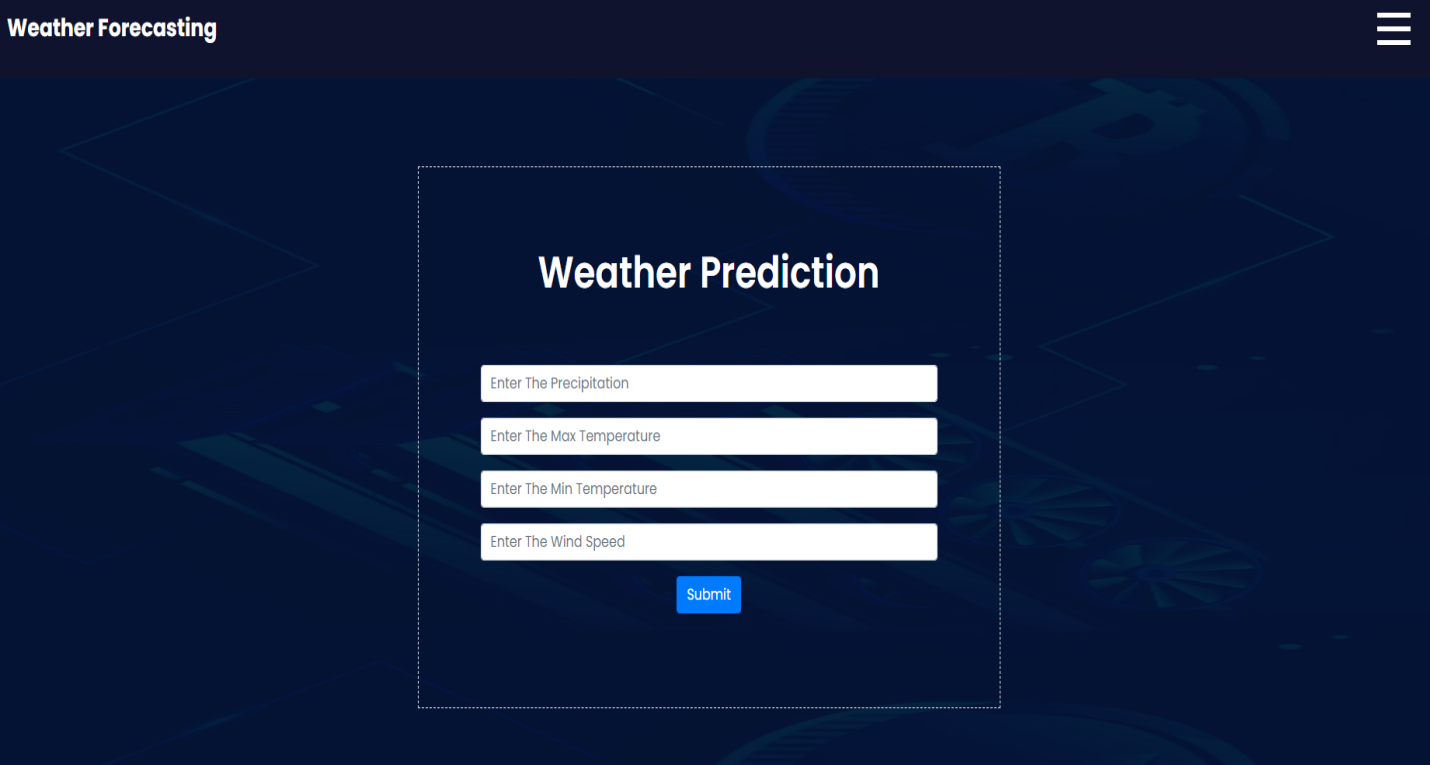 Weather Forecasting
Weather Prediction
Enter The Precipitation
Enter The Max Temperature
Enter The Min Temperature
Enter The Wind Speed
Submit